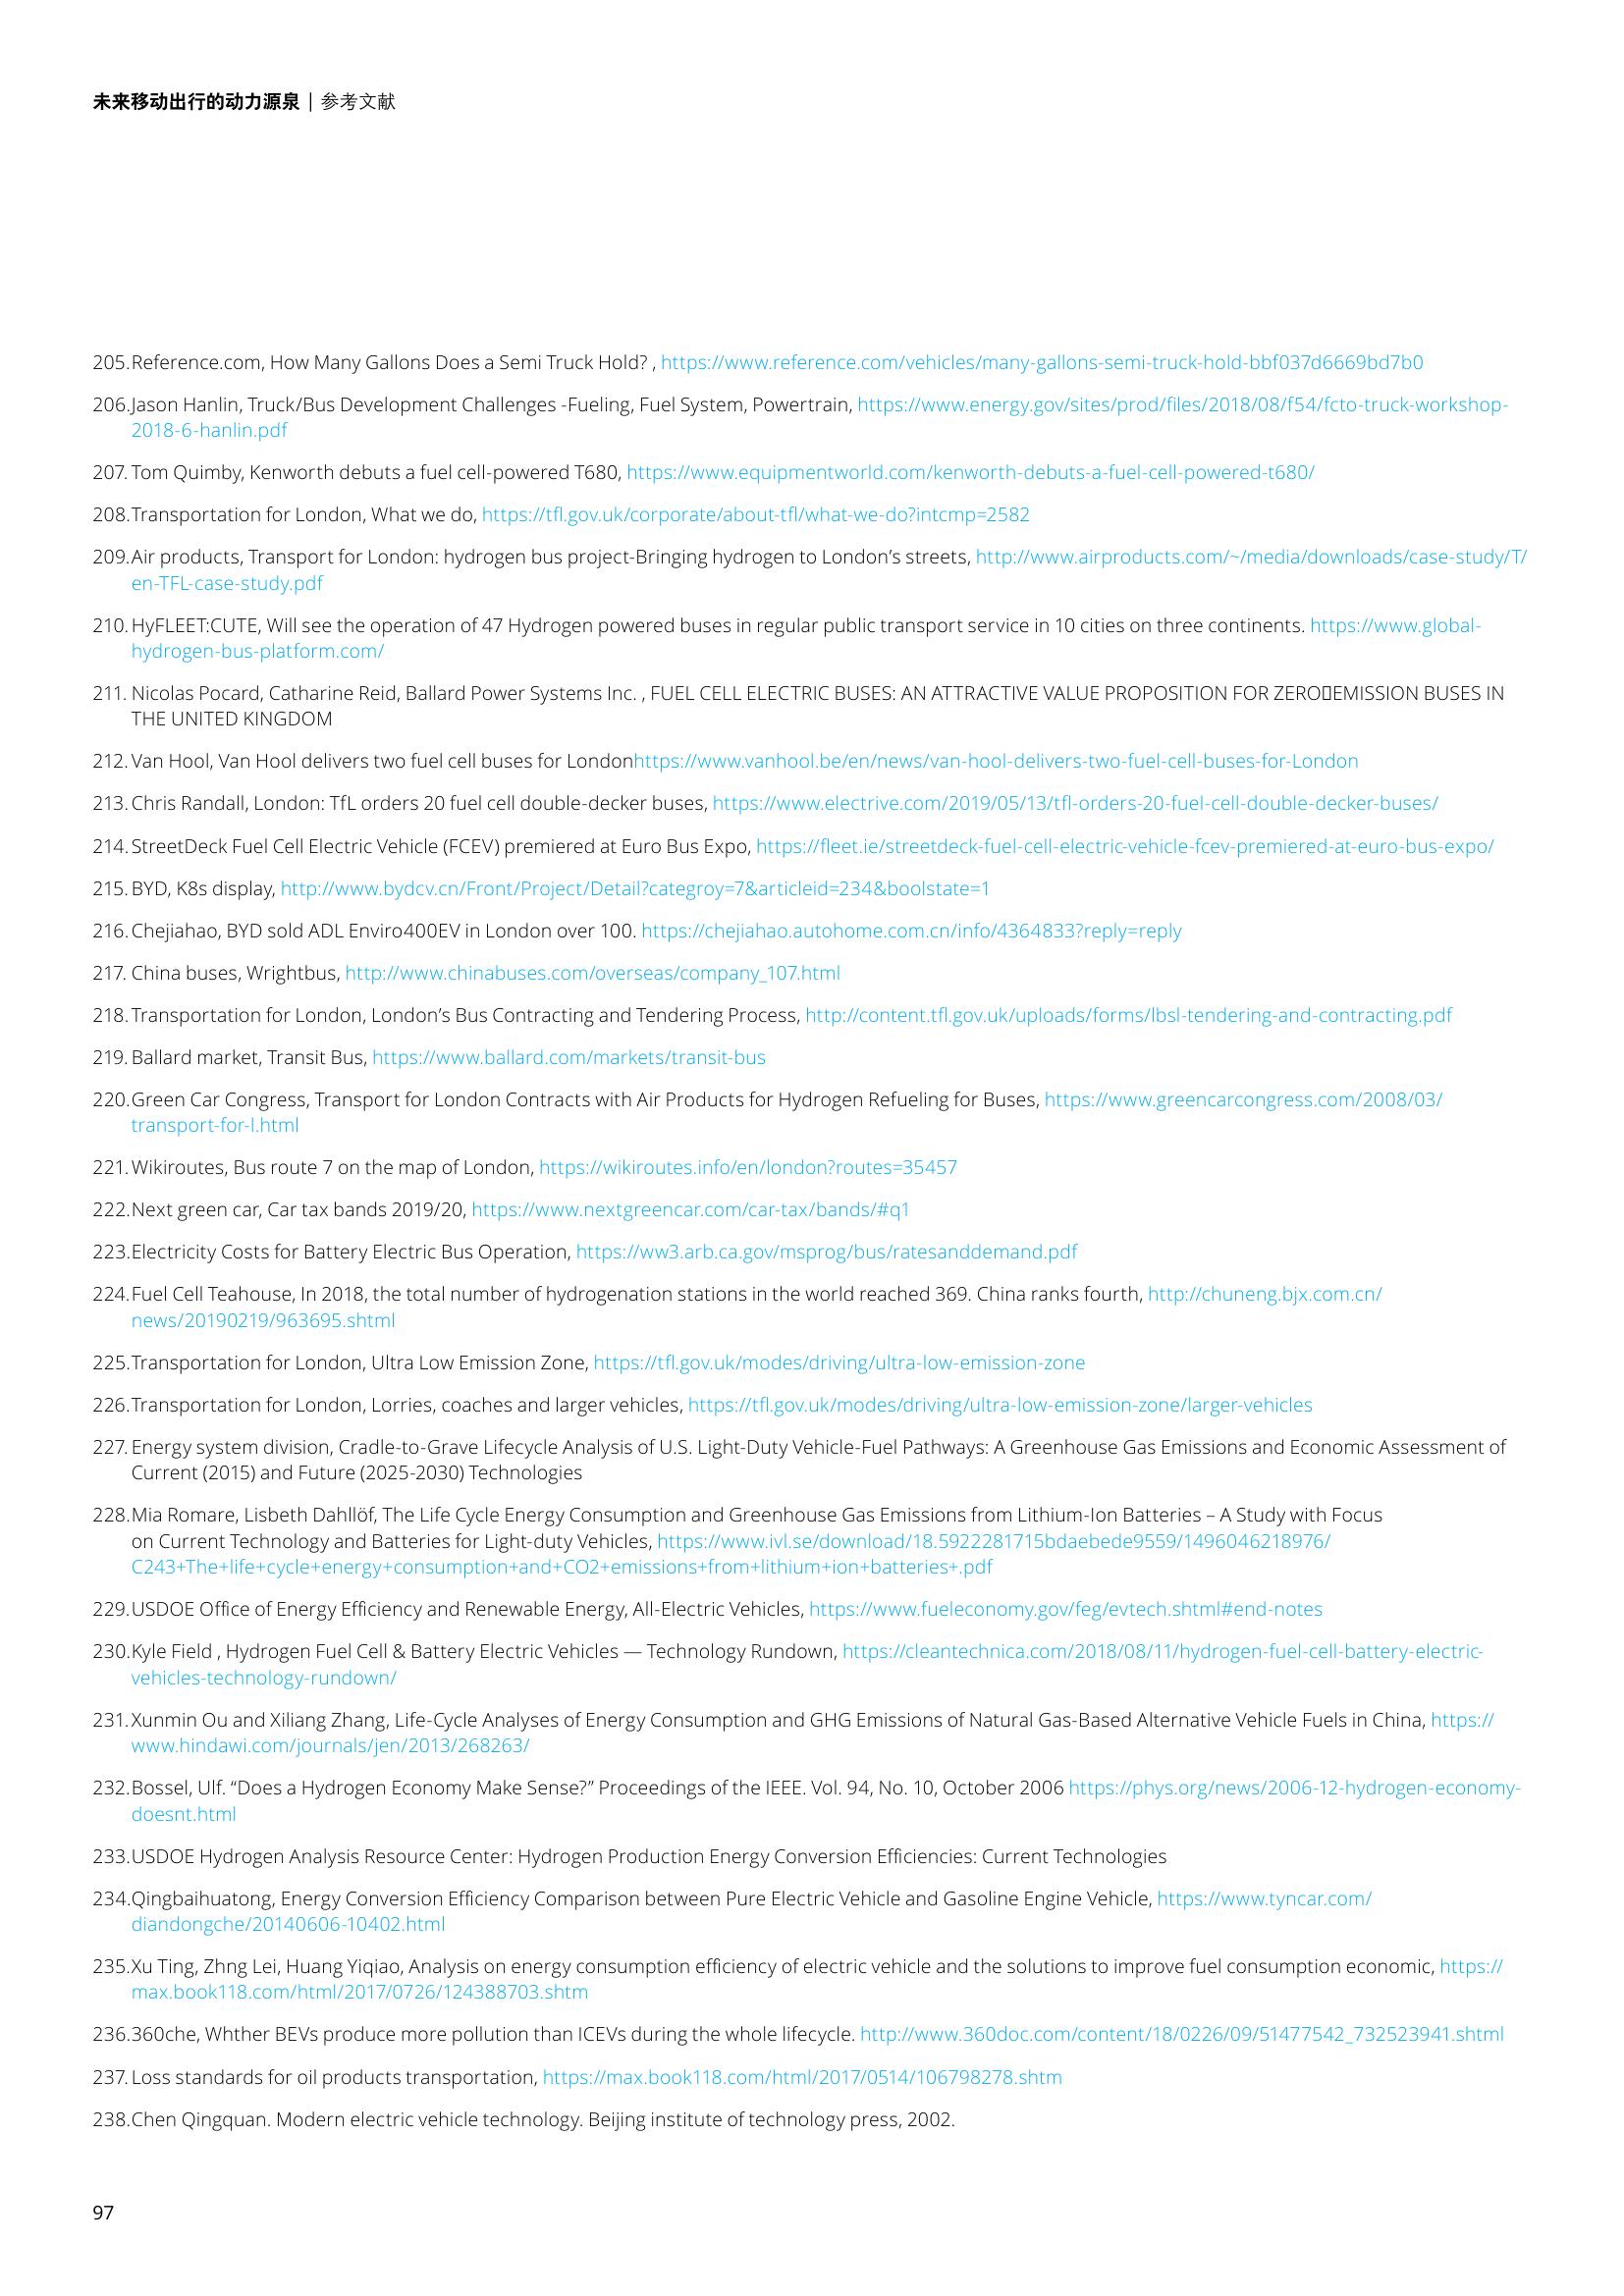 未来移动出行的动力源泉 | 参考文献
205.Reference.com, How Many Gallons Does a Semi Truck Hold? , https://www.reference.com/vehicles/many-gallons-semi-truck-hold-bbf037d6669bd7b0
206.Jason Hanlin, Truck/Bus Development Challenges -Fueling, Fuel System, Powertrain, https://www.energy.gov/sites/prod/files/2018/08/f54/fcto-truck-workshop-
2018-6-hanlin.pdf
207. Tom Quimby, Kenworth debuts a fuel cell-powered T680, https://www.equipmentworld.com/kenworth-debuts-a-fuel-cell-powered-t680/
208.Transportation for London, What we do, https://tfl.gov.uk/corporate/about-tfl/what-we-do?intcmp=2582
209.Air products, Transport for London: hydrogen bus project-Bringing hydrogen to London’s streets, http://www.airproducts.com/~/media/downloads/case-study/T/
en-TFL-case-study.pdf
210. HyFLEET:CUTE, Will see the operation of 47 Hydrogen powered buses in regular public transport service in 10 cities on three continents. https://www.global-
hydrogen-bus-platform.com/
211. Nicolas Pocard, Catharine Reid, Ballard Power Systems Inc. , FUEL CELL ELECTRIC BUSES: AN ATTRACTIVE VALUE PROPOSITION FOR ZERO▯EMISSION BUSES IN
THE UNITED KINGDOM
212. Van Hool, Van Hool delivers two fuel cell buses for Londonhttps://www.vanhool.be/en/news/van-hool-delivers-two-fuel-cell-buses-for-London
213. Chris Randall, London: TfL orders 20 fuel cell double-decker buses, https://www.electrive.com/2019/05/13/tfl-orders-20-fuel-cell-double-decker-buses/
214. StreetDeck Fuel Cell Electric Vehicle (FCEV) premiered at Euro Bus Expo, https://fleet.ie/streetdeck-fuel-cell-electric-vehicle-fcev-premiered-at-euro-bus-expo/
215. BYD, K8s display, http://www.bydcv.cn/Front/Project/Detail?categroy=7&articleid=234&boolstate=1
216. Chejiahao, BYD sold ADL Enviro400EV in London over 100. https://chejiahao.autohome.com.cn/info/4364833?reply=reply
217. China buses, Wrightbus, http://www.chinabuses.com/overseas/company_107.html
218. Transportation for London, London’s Bus Contracting and Tendering Process, http://content.tfl.gov.uk/uploads/forms/lbsl-tendering-and-contracting.pdf
219. Ballard market, Transit Bus, https://www.ballard.com/markets/transit-bus
220.Green Car Congress, Transport for London Contracts with Air Products for Hydrogen Refueling for Buses, https://www.greencarcongress.com/2008/03/
transport-for-l.html
221. Wikiroutes, Bus route 7 on the map of London, https://wikiroutes.info/en/london?routes=35457
222.Next green car, Car tax bands 2019/20, https://www.nextgreencar.com/car-tax/bands/#q1
223.Electricity Costs for Battery Electric Bus Operation, https://ww3.arb.ca.gov/msprog/bus/ratesanddemand.pdf
224.Fuel Cell Teahouse, In 2018, the total number of hydrogenation stations in the world reached 369. China ranks fourth, http://chuneng.bjx.com.cn/
news/20190219/963695.shtml
225.Transportation for London, Ultra Low Emission Zone, https://tfl.gov.uk/modes/driving/ultra-low-emission-zone
226.Transportation for London, Lorries, coaches and larger vehicles, https://tfl.gov.uk/modes/driving/ultra-low-emission-zone/larger-vehicles
227. Energy system division, Cradle-to-Grave Lifecycle Analysis of U.S. Light-Duty Vehicle-Fuel Pathways: A Greenhouse Gas Emissions and Economic Assessment of
Current (2015) and Future (2025-2030) Technologies
228.Mia Romare, Lisbeth Dahllöf, The Life Cycle Energy Consumption and Greenhouse Gas Emissions from Lithium-Ion Batteries – A Study with Focus
on Current Technology and Batteries for Light-duty Vehicles, https://www.ivl.se/download/18.5922281715bdaebede9559/1496046218976/
C243+The+life+cycle+energy+consumption+and+CO2+emissions+from+lithium+ion+batteries+.pdf
229.USDOE Office of Energy Efficiency and Renewable Energy, All-Electric Vehicles, https://www.fueleconomy.gov/feg/evtech.shtml#end-notes
230.Kyle Field , Hydrogen Fuel Cell & Battery Electric Vehicles — Technology Rundown, https://cleantechnica.com/2018/08/11/hydrogen-fuel-cell-battery-electric-
vehicles-technology-rundown/
231. Xunmin Ou and Xiliang Zhang, Life-Cycle Analyses of Energy Consumption and GHG Emissions of Natural Gas-Based Alternative Vehicle Fuels in China, https://
www.hindawi.com/journals/jen/2013/268263/
232.Bossel, Ulf. “Does a Hydrogen Economy Make Sense?” Proceedings of the IEEE. Vol. 94, No. 10, October 2006 https://phys.org/news/2006-12-hydrogen-economy-
doesnt.html
233.USDOE Hydrogen Analysis Resource Center: Hydrogen Production Energy Conversion Efficiencies: Current Technologies
234.Qingbaihuatong, Energy Conversion Efficiency Comparison between Pure Electric Vehicle and Gasoline Engine Vehicle, https://www.tyncar.com/
diandongche/20140606-10402.html
235.Xu Ting, Zhng Lei, Huang Yiqiao, Analysis on energy consumption efficiency of electric vehicle and the solutions to improve fuel consumption economic, https://
max.book118.com/html/2017/0726/124388703.shtm
236.360che, Whther BEVs produce more pollution than ICEVs during the whole lifecycle. http://www.360doc.com/content/18/0226/09/51477542_732523941.shtml
237. Loss standards for oil products transportation, https://max.book118.com/html/2017/0514/106798278.shtm
238.Chen Qingquan. Modern electric vehicle technology. Beijing institute of technology press, 2002.
97